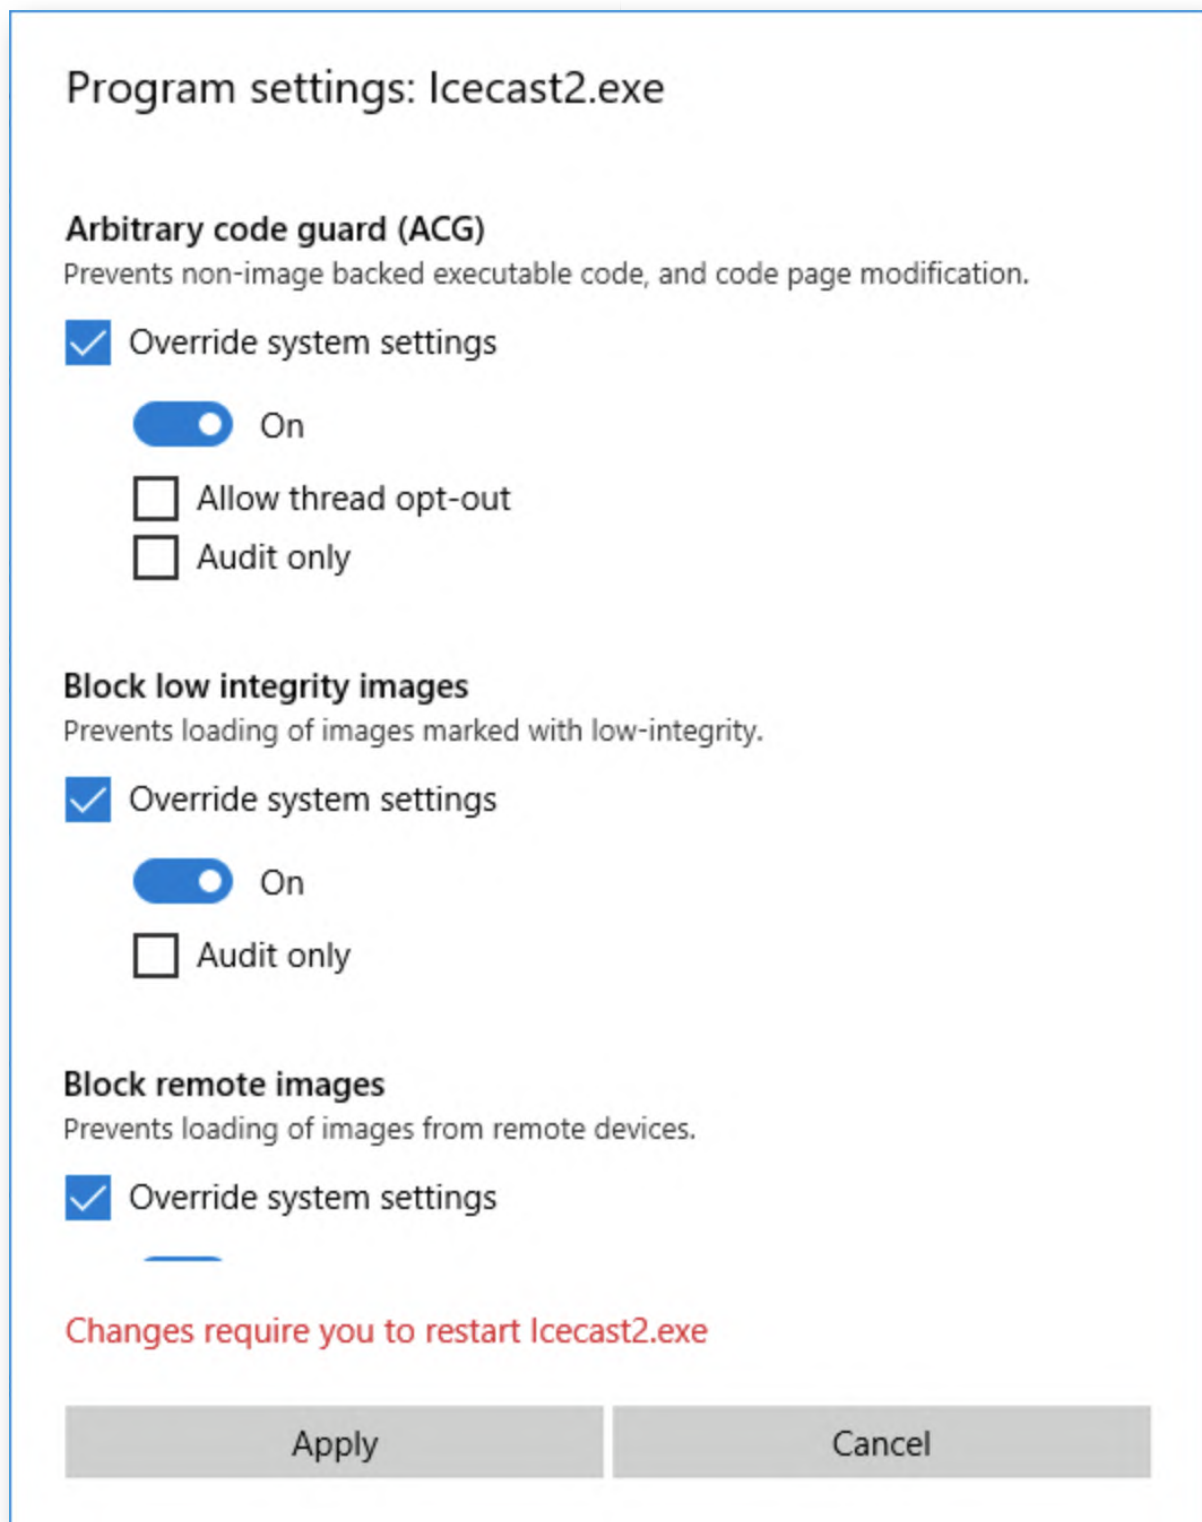 Program settings: Icecast2.exe
Arbitrary code guard (ACG)
Prevents non-image backed executable code, and code page modification.
Override system settings
On
Allow thread opt-out
Audit only
Block low integrity images
Prevents loading of images marked with low-integrity.
Override system settings
On
Audit only
Block remote images
Prevents loading of images from remote devices.
Override system settings
Changes require you to restart Icecast2.exe
Apply
Cancel